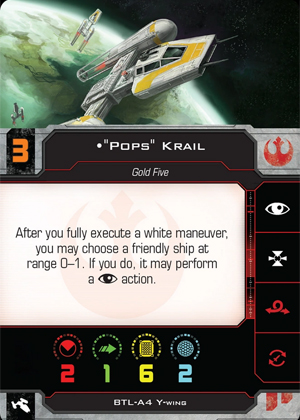 •"Pops" Krail
3
Gold Five
After you fully execute a white maneuver,
you may choose a friendly ship at
range 0–1. If you do, it may perform
a action.
2 1 6 2
BTL-A4 Y-wing